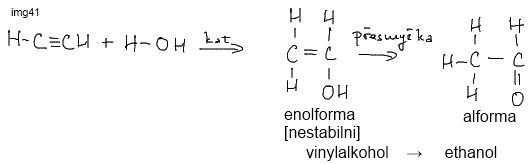 img41
H-C≡CH + H-OH kat
H H
C = C
H OH
přesmyčka
H H
H-C - C
H O
enolforma
[nestabilni]
alforma
vinylalkohol → ethanol